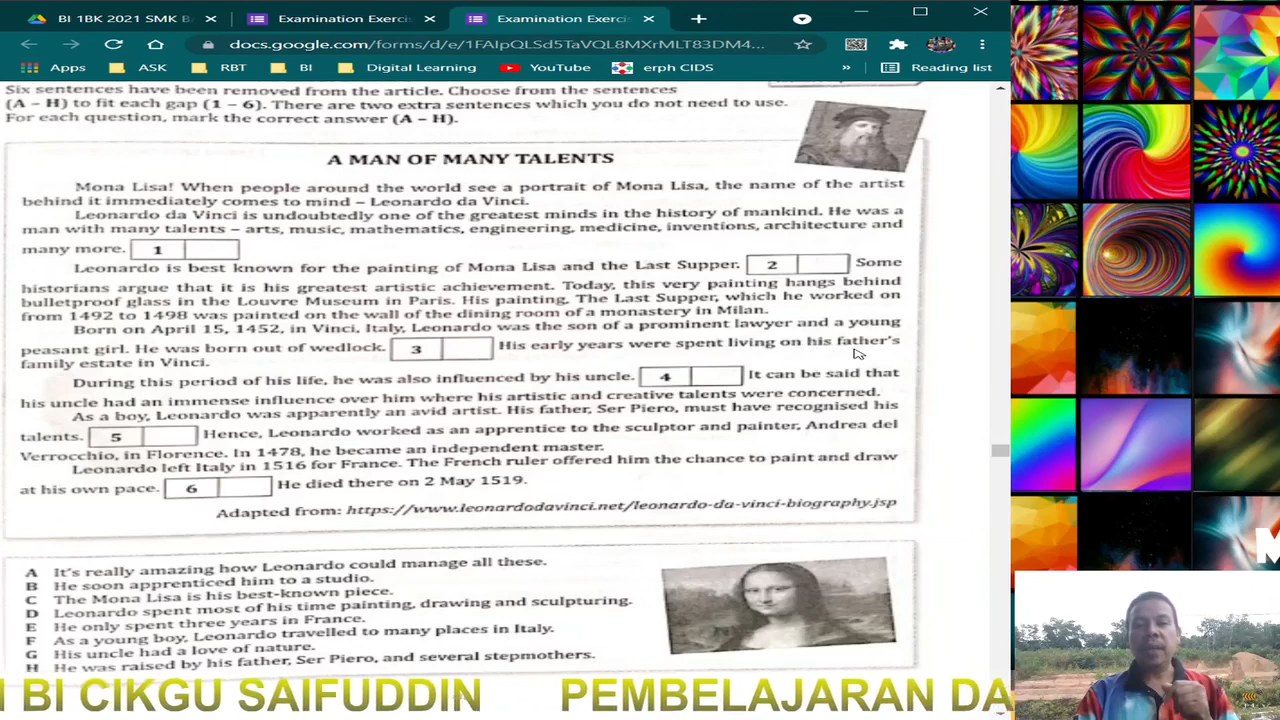 BI 1BK 2021 SMK B
Examination Exerci
Examination Exerci
docs.google.com/forms/d/e/1FAIpQLSd5TaVQL8MXrMLT83DM4...
Apps ASK RBT BI Digital Learning YouTube erph CIDS » Reading list
Six sentences have been removed from the article. Choose from the sentences
(A – H) to fit each gap (1 – 6). There are two extra sentences which you do not need to use.
For each question, mark the correct answer (A – H).
A MAN OF MANY TALENTS
Mona Lisa! When people around the world see a portrait of Mona Lisa, the name of the artist
behind it immediately comes to mind – Leonardo da Vinci.
Leonardo da Vinci is undoubtedly one of the greatest minds in the history of mankind. He was a
man with many talents – arts, music, mathematics, engineering, medicine, inventions, architecture and
many more. 1
Leonardo is best known for the painting of Mona Lisa and the Last Supper. 2 Some
historians argue that it is his greatest artistic achievement. Today, this very painting hangs behind
bulletproof glass in the Louvre Museum in Paris. His painting, The Last Supper, which he worked on
from 1492 to 1498 was painted on the wall of the dining room of a monastery in Milan.
Born on April 15, 1452, in Vinci, Italy, Leonardo was the son of a prominent lawyer and a young
peasant girl. He was born out of wedlock. 3 His early years were spent living on his father's
family estate in Vinci.
During this period of his life, he was also influenced by his uncle. 4 It can be said that
his uncle had an immense influence over him where his artistic and creative talents were concerned.
As a boy, Leonardo was apparently an avid artist. His father, Ser Piero, must have recognised his
talents. 5 Hence, Leonardo worked as an apprentice to the sculptor and painter, Andrea del
Verrocchio, in Florence. In 1478, he became an independent master.
Leonardo left Italy in 1516 for France. The French ruler offered him the chance to paint and draw
at his own pace. 6 He died there on 2 May 1519.
Adapted from: https://www.leonardodavinci.net/leonardo-da-vinci-biography.jsp
A It's really amazing how Leonardo could manage all these.
B He soon apprenticed him to a studio.
C The Mona Lisa is his best-known piece.
D Leonardo spent most of his time painting, drawing and sculpturing.
E He only spent three years in France.
F As a young boy, Leonardo travelled to many places in Italy.
G His uncle had a love of nature.
H He was raised by his father, Ser Piero, and several stepmothers.
N BI CIKGU SAIFUDDIN PEMBELAJARAN DA
M